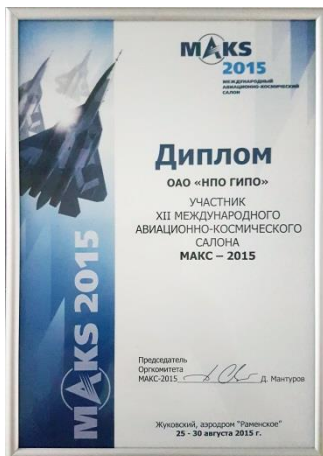 MAKS
2015
МЕЖДУНАРОДНЫЙ
АВИАЦИОННО-КОСМИЧЕСКИЙ
САЛОН
Диплом
ОАО «НПО ГИПО»
УЧАСТНИК
XII МЕЖДУНАРОДНОГО
АВИАЦИОННО-КОСМИЧЕСКОГО
САЛОНА
МАКС – 2015
MAKS 2015
Председатель
Оргкомитета
МАКС-2015 Д. Мантуров
Жуковский, аэродром "Раменское"
25 - 30 августа 2015 г.